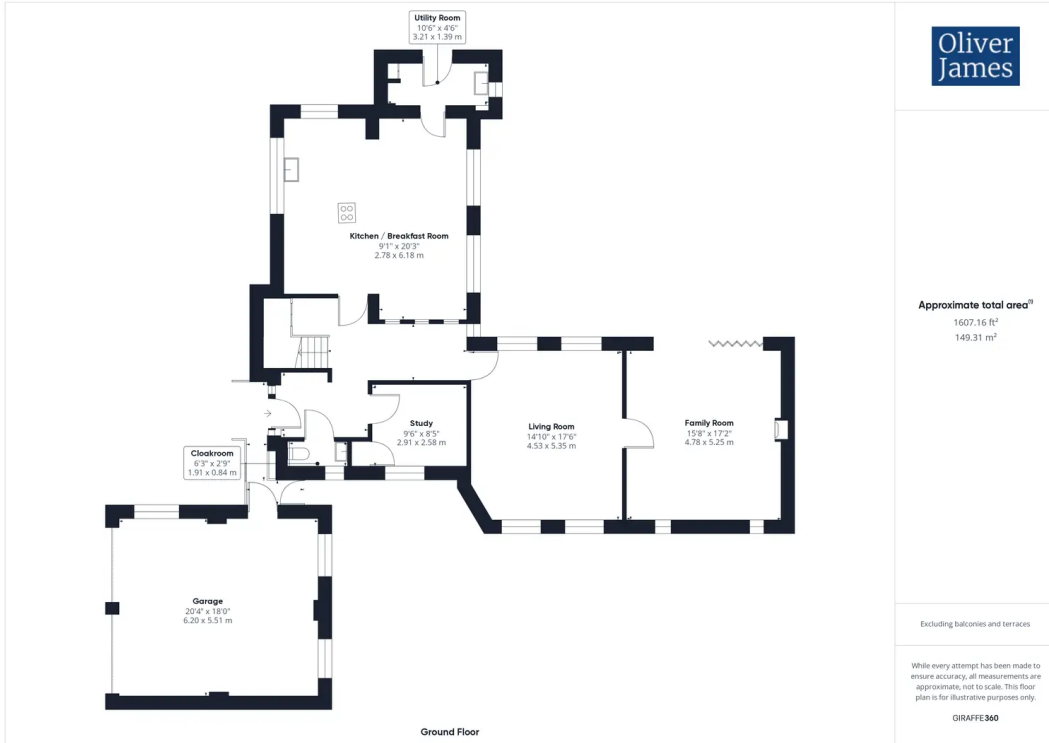 Utility Room
10'6" x 4'6"
3.21 x 1.39 m
Oliver
James
Kitchen / Breakfast Room
9'1" x 20'3"
2.78 x 6.18 m
Approximate total area⁽¹⁾
1607.16 ft²
149.31 m²
Study
9'6" x 8'5"
2.91 x 2.58 m
Living Room
14'10" x 17'6"
4.53 x 5.35 m
Family Room
15'8" x 17'2"
4.78 x 5.25 m
Cloakroom
6'3" x 2'9"
1.91 x 0.84 m
Garage
20'4" x 18'0"
6.20 x 5.51 m
Excluding balconies and terraces
While every attempt has been made to
ensure accuracy, all measurements are
approximate, not to scale. This floor
plan is for illustrative purposes only.
GIRAFFE360
Ground Floor